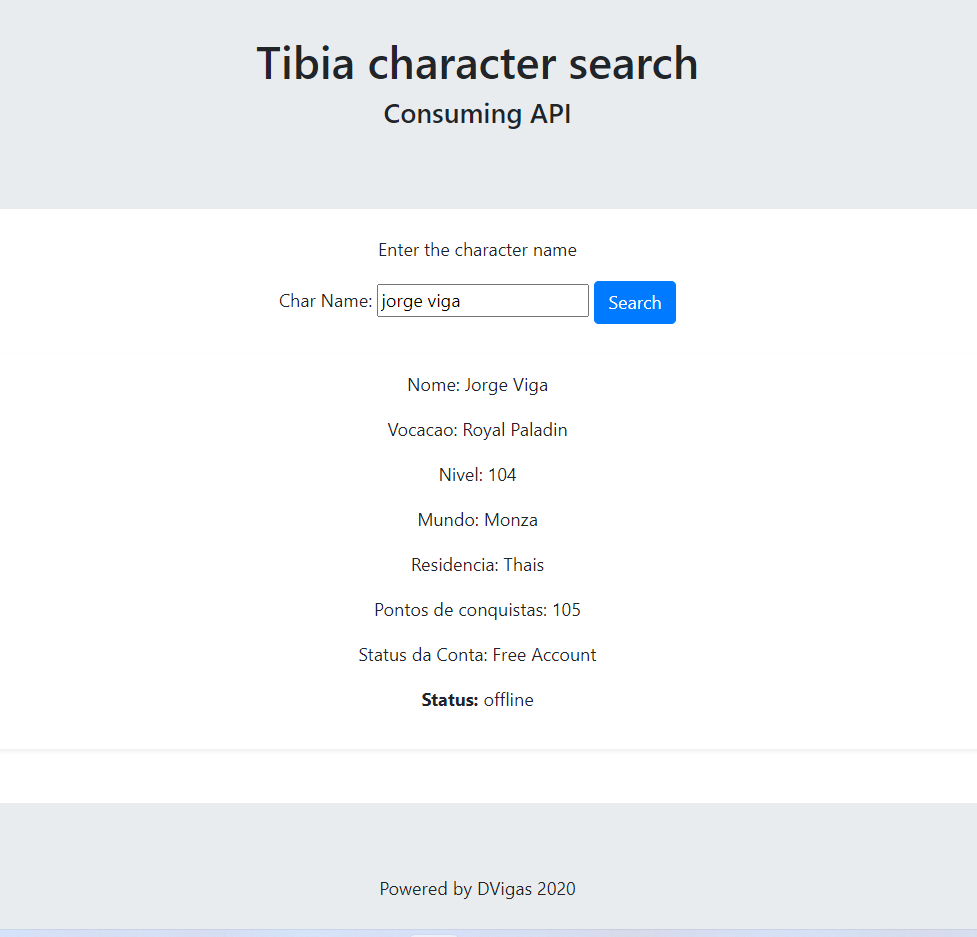 Tibia character search
Consuming API
Enter the character name
Char Name: jorge viga Search
Nome: Jorge Viga
Vocacao: Royal Paladin
Nivel: 104
Mundo: Monza
Residencia: Thais
Pontos de conquistas: 105
Status da Conta: Free Account
Status: offline
Powered by DVigas 2020